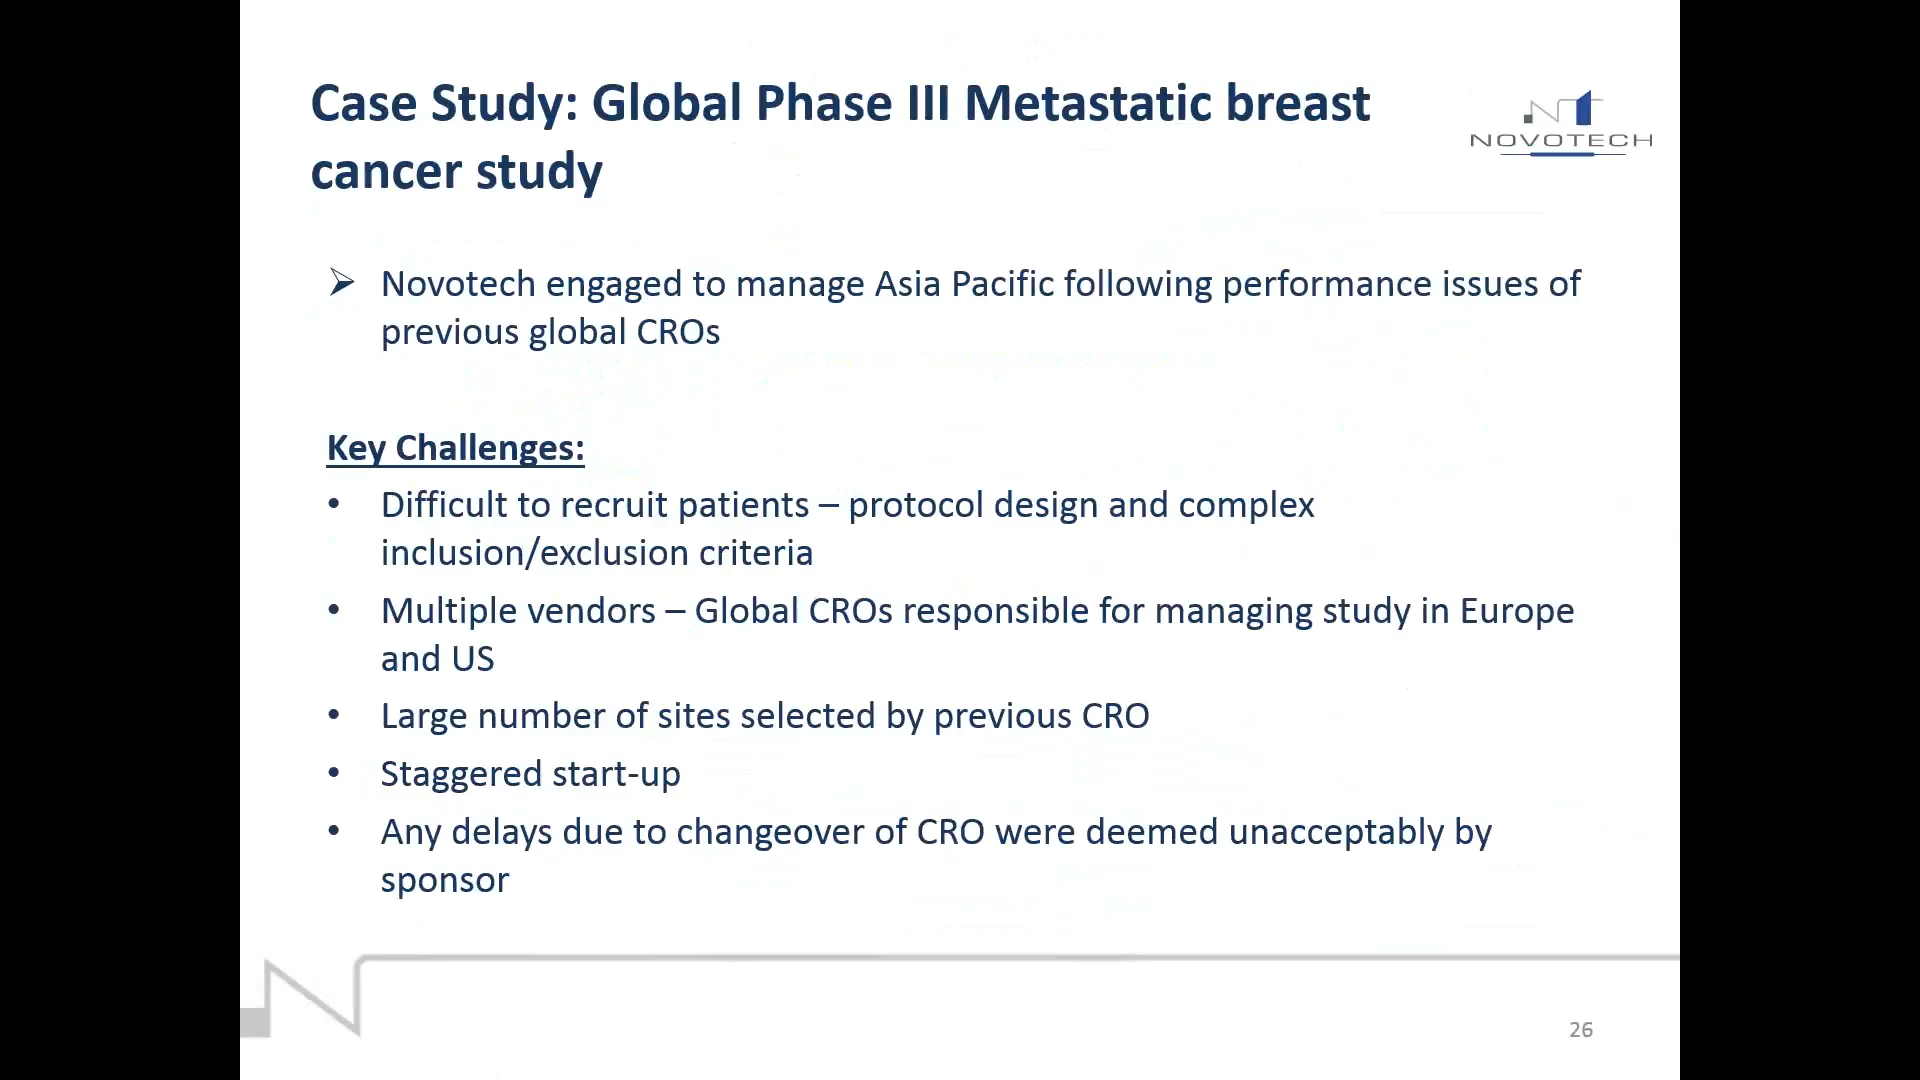 Case Study: Global Phase III Metastatic breast
cancer study
NOVOTECH
➢ Novotech engaged to manage Asia Pacific following performance issues of
previous global CROs
Key Challenges:
• Difficult to recruit patients – protocol design and complex
inclusion/exclusion criteria
• Multiple vendors – Global CROs responsible for managing study in Europe
and US
• Large number of sites selected by previous CRO
• Staggered start-up
• Any delays due to changeover of CRO were deemed unacceptably by
sponsor
26